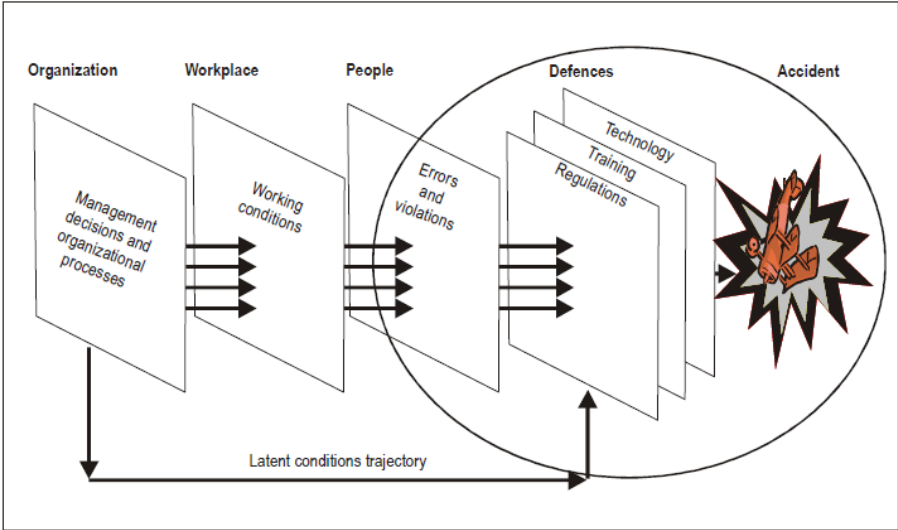 Organization
Workplace
People
Defences
Accident
Management
decisions and
organizational
processes
Working
conditions
Errors
and
violations
Technology
Training
Regulations
Latent conditions trajectory